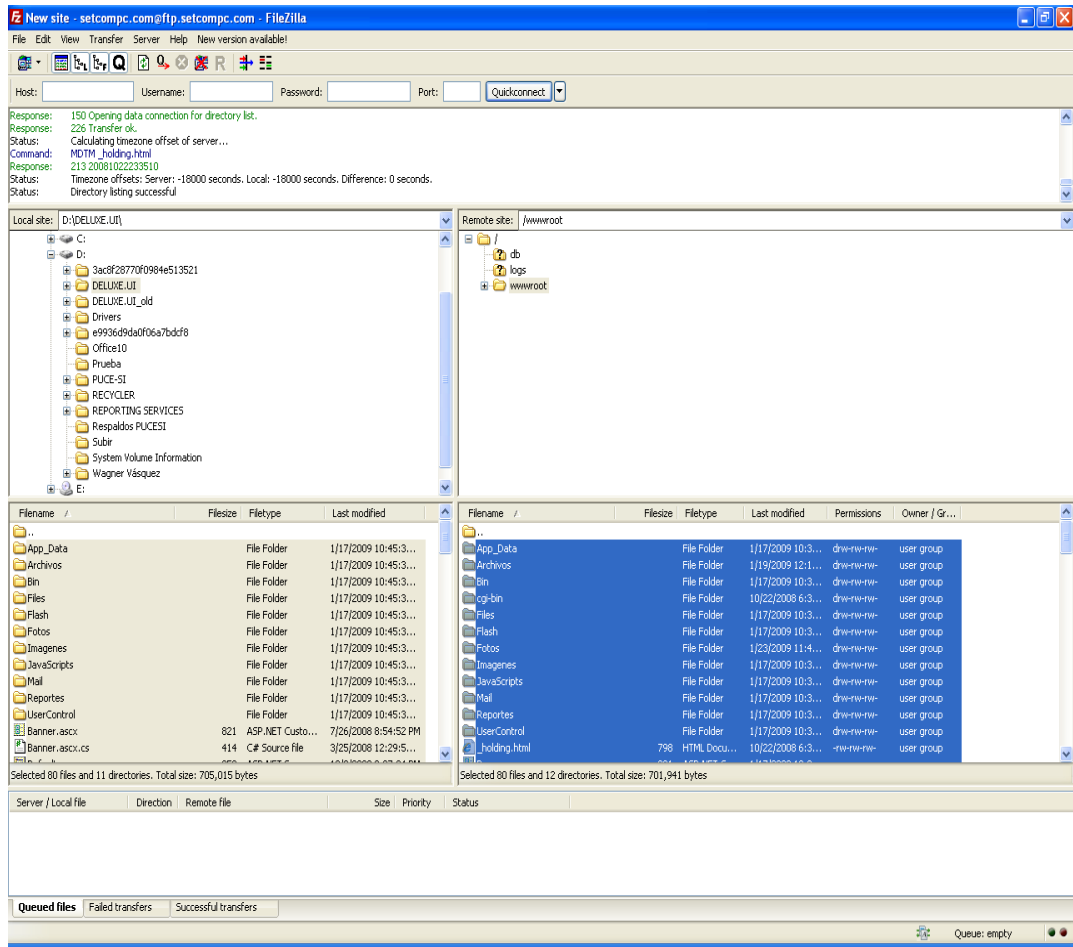 New site - setcompc.com@ftp.setcompc.com - FileZilla
File Edit View Transfer Server Help New version available!
Host: Username: Password: Port: Quickconnect
Response: 150 Opening data connection for directory list.
Response: 226 Transfer ok.
Status: Calculating timezone offset of server...
Command: MDTM _holding.html
Response: 213 20081022233510
Status: Timezone offsets: Server: -18000 seconds. Local: -18000 seconds. Difference: 0 seconds.
Status: Directory listing successful
Local site: D:\DELUXE.UI\
C:
D:
3ac8f28770f0984e513521
DELUXE.UI
DELUXE.UI_old
Drivers
e9936d9da0f06a7bdcf8
Office10
Prueba
PUCE-SI
RECYCLER
REPORTING SERVICES
Respaldos PUCESI
Subir
System Volume Information
Wagner Vásquez
E:
Remote site: /wwwroot
/
db
logs
wwwroot
Filename / Filesize Filetype Last modified
..
App_Data File Folder 1/17/2009 10:45:3...
Archivos File Folder 1/17/2009 10:45:3...
Bin File Folder 1/17/2009 10:45:3...
Files File Folder 1/17/2009 10:45:3...
Flash File Folder 1/17/2009 10:45:3...
Fotos File Folder 1/17/2009 10:45:3...
Imagenes File Folder 1/17/2009 10:45:3...
JavaScripts File Folder 1/17/2009 10:45:3...
Mail File Folder 1/17/2009 10:45:3...
Reportes File Folder 1/17/2009 10:45:3...
UserControl File Folder 1/17/2009 10:45:3...
Banner.ascx 821 ASP.NET Custo... 7/26/2008 8:54:52 PM
Banner.ascx.cs 414 C# Source file 3/25/2008 12:29:5...
Selected 80 files and 11 directories. Total size: 705,015 bytes
Filename / Filesize Filetype Last modified Permissions Owner / Gr...
..
App_Data File Folder 1/17/2009 10:3... drw-rw-rw- user group
Archivos File Folder 1/19/2009 12:1... drw-rw-rw- user group
Bin File Folder 1/17/2009 10:3... drw-rw-rw- user group
cgi-bin File Folder 10/22/2008 6:3... drw-rw-rw- user group
Files File Folder 1/17/2009 10:3... drw-rw-rw- user group
Flash File Folder 1/17/2009 10:3... drw-rw-rw- user group
Fotos File Folder 1/23/2009 11:4... drw-rw-rw- user group
Imagenes File Folder 1/17/2009 10:3... drw-rw-rw- user group
JavaScripts File Folder 1/17/2009 10:3... drw-rw-rw- user group
Mail File Folder 1/17/2009 10:3... drw-rw-rw- user group
Reportes File Folder 1/17/2009 10:3... drw-rw-rw- user group
UserControl File Folder 1/17/2009 10:3... drw-rw-rw- user group
_holding.html 798 HTML Docu... 10/22/2008 6:3... -rw-rw-rw- user group
Selected 80 files and 12 directories. Total size: 701,941 bytes
Server / Local file Direction Remote file Size Priority Status
Queued files Failed transfers Successful transfers
Queue: empty